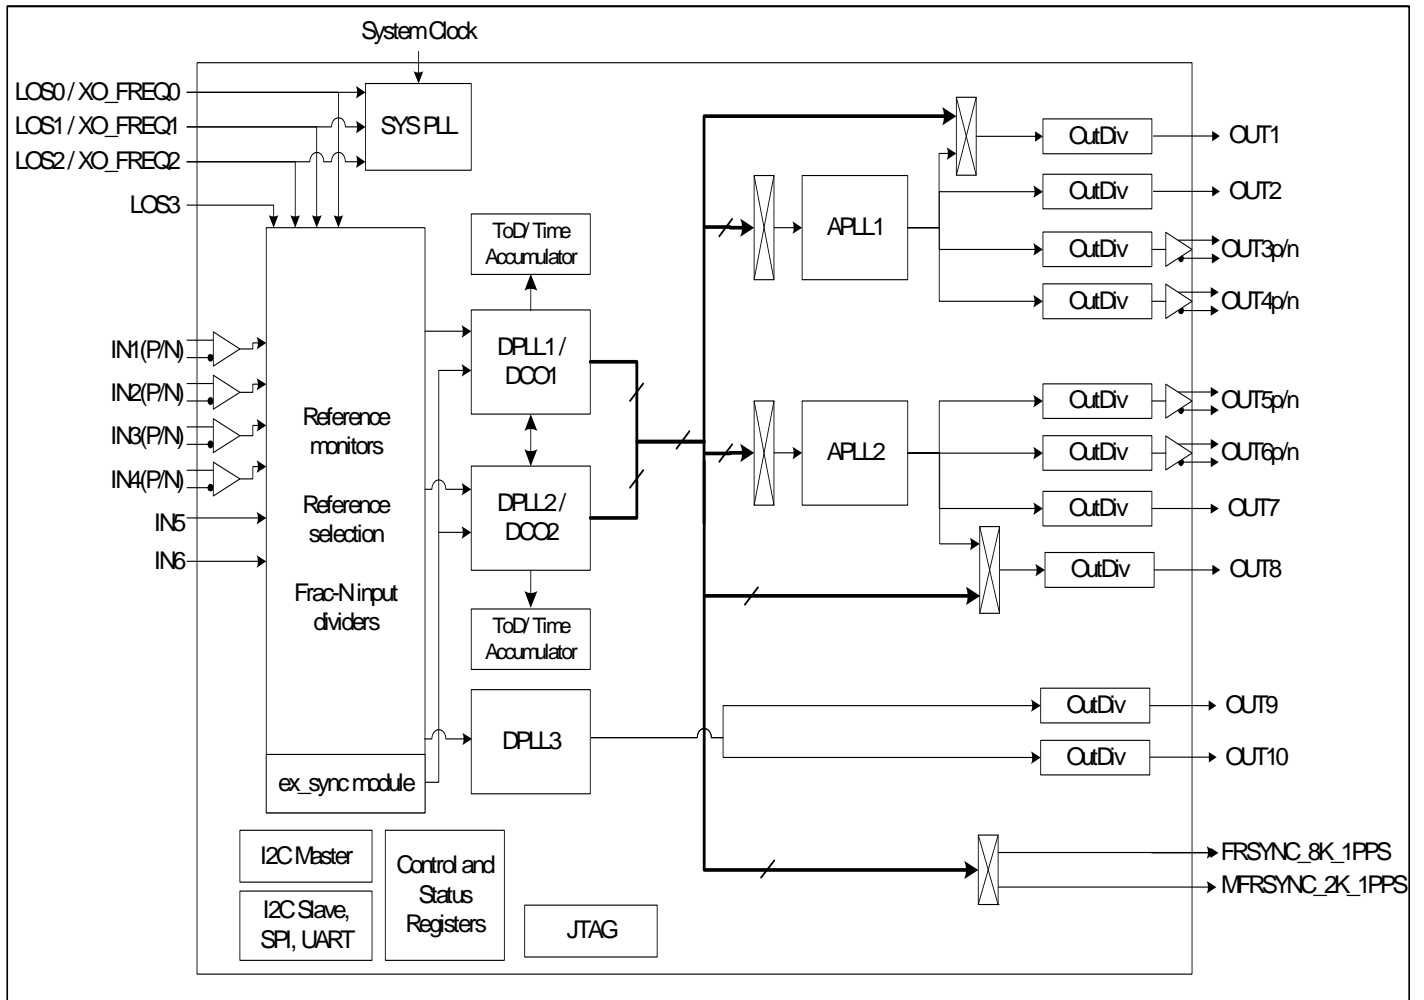 System Clock
LOS0 / XO_FREQ0
LOS1 / XO_FREQ1
LOS2 / XO_FREQ2
LOS3
SYS PLL
IN1(P/N)
IN2(P/N)
IN3(P/N)
IN4(P/N)
IN5
IN6
Reference
monitors
Reference
selection
Frac-N input
dividers
ex_sync module
ToD/ Time
Accumulator
DPLL1 /
DCO1
DPLL2 /
DCO2
ToD/ Time
Accumulator
DPLL3
APLL1
APLL2
OutDiv
OUT1
OutDiv
OUT2
OutDiv
OUT3p/n
OutDiv
OUT4p/n
OutDiv
OUT5p/n
OutDiv
OUT6p/n
OutDiv
OUT7
OutDiv
OUT8
OutDiv
OUT9
OutDiv
OUT10
FRSYNC_8K_1PPS
MFRSYNC_2K_1PPS
I2C Master
I2C Slave,
SPI, UART
Control and
Status
Registers
JTAG